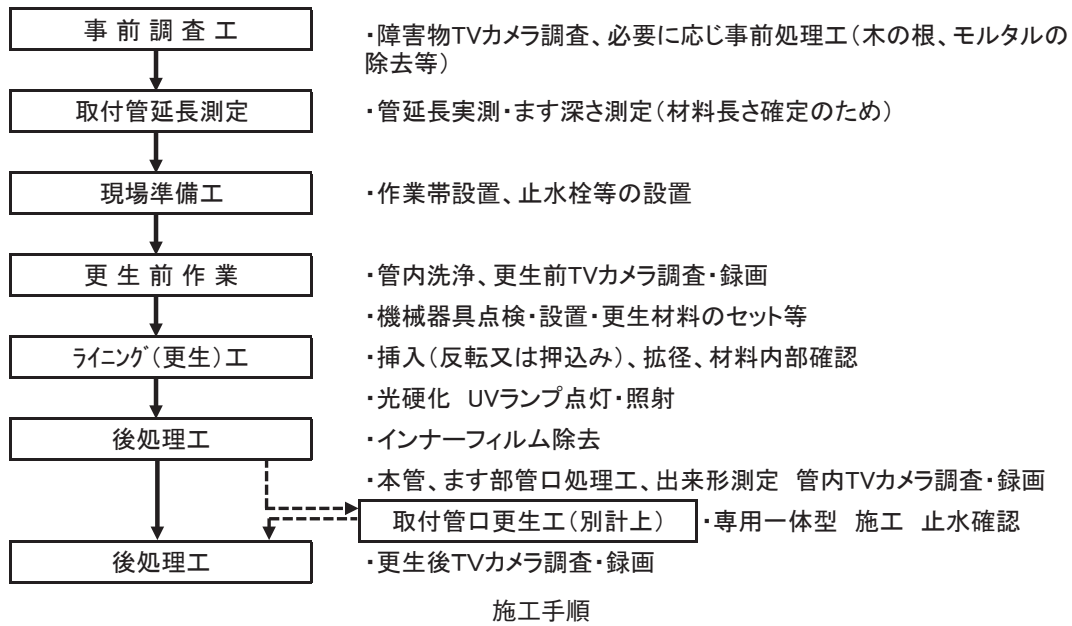 事 前 調 査 工
・障害物TVカメラ調査、必要に応じ事前処理工(木の根、モルタルの
除去等)
取付管延長測定
・管延長実測・ます深さ測定(材料長さ確定のため)
現場準備工
・作業帯設置、止水栓等の設置
更 生 前 作 業
・管内洗浄、更生前TVカメラ調査・録画
・機械器具点検・設置・更生材料のセット等
ﾗｲﾆﾝｸﾞ(更生)工
・挿入(反転又は押込み)、拡径、材料内部確認
・光硬化 UVランプ点灯・照射
後処理工
・インナーフィルム除去
・本管、ます部管口処理工、出来形測定 管内TVカメラ調査・録画
取付管口更生工(別計上)
・専用一体型 施工 止水確認
後処理工
・更生後TVカメラ調査・録画
施工手順